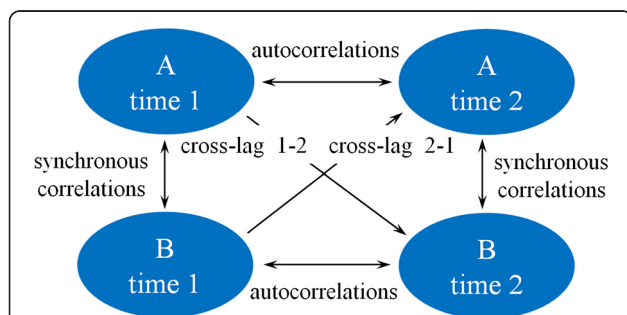 autocorrelations
A
time 1
A
time 2
cross-lag 1-2
cross-lag 2-1
synchronous
correlations
synchronous
correlations
B
time 1
B
time 2
autocorrelations